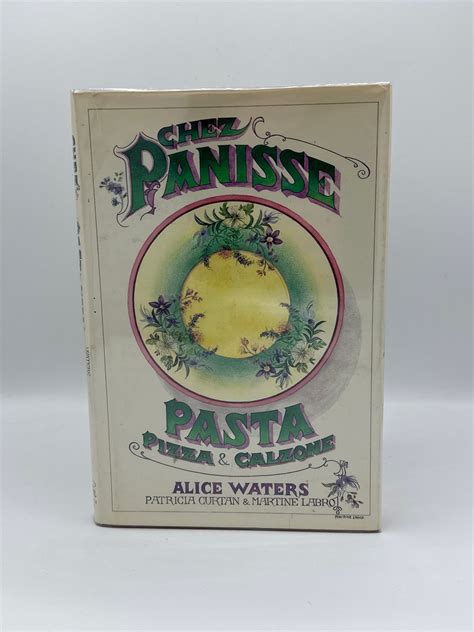 CHEZ
PANISSE
PASTA
PIZZA & CALZONE
ALICE WATERS
PATRICIA CURTAN & MARTINE LABRO